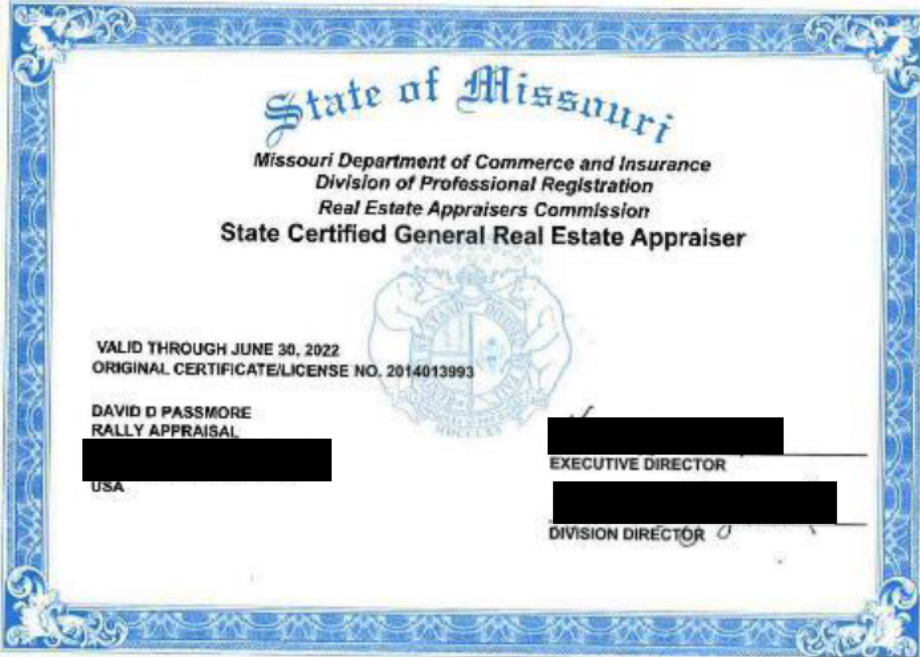 State of Missouri
Missouri Department of Commerce and Insurance
Division of Professional Registration
Real Estate Appraisers Commission
State Certified General Real Estate Appraiser
VALID THROUGH JUNE 30, 2022
ORIGINAL CERTIFICATE/LICENSE NO. 2014013993
DAVID D PASSMORE
RALLY APPRAISAL
USA
EXECUTIVE DIRECTOR
DIVISION DIRECTOR